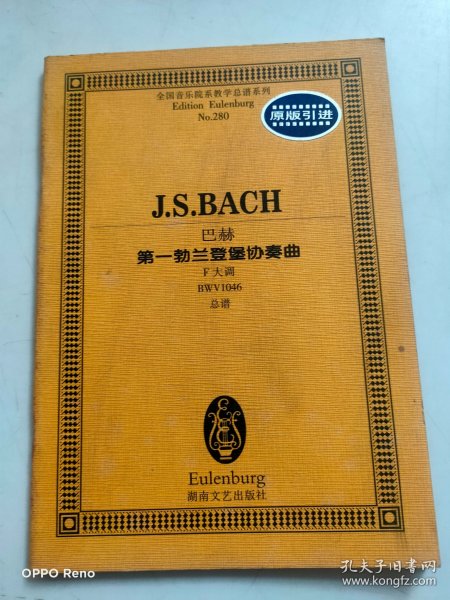 全国音乐院系教学总谱系列
Edition Eulenburg
No.280
原版引进
J.S.BACH
巴赫
第一勃兰登堡协奏曲
F大调
BWV1046
总谱
Eulenburg
湖南文艺出版社
OPPO Reno
孔夫子旧书网
www.kongfz.com